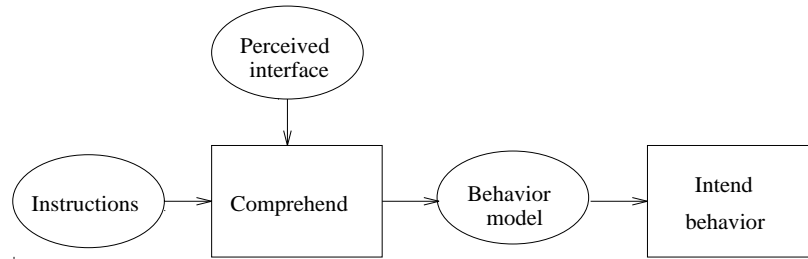 Perceived
interface
Instructions
Comprehend
Behavior
model
Intend
behavior